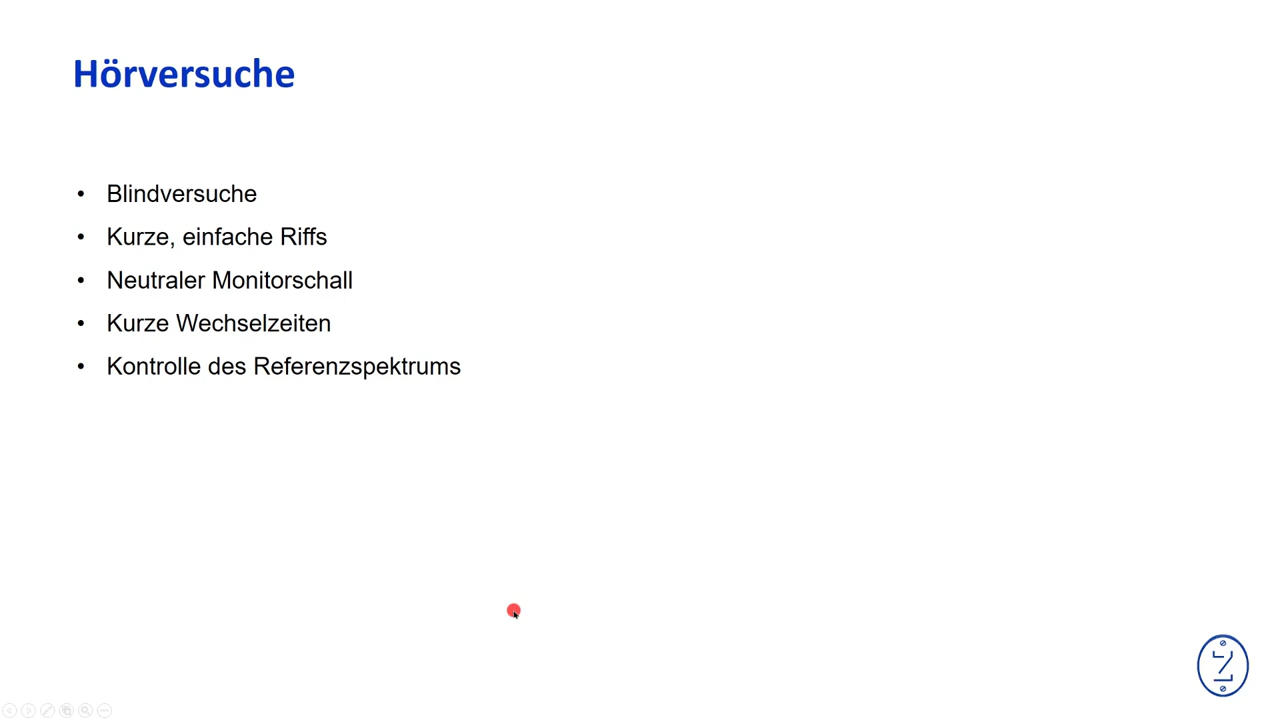 Hörversuche
• Blindversuche
• Kurze, einfache Riffs
• Neutraler Monitorschall
• Kurze Wechselzeiten
• Kontrolle des Referenzspektrums